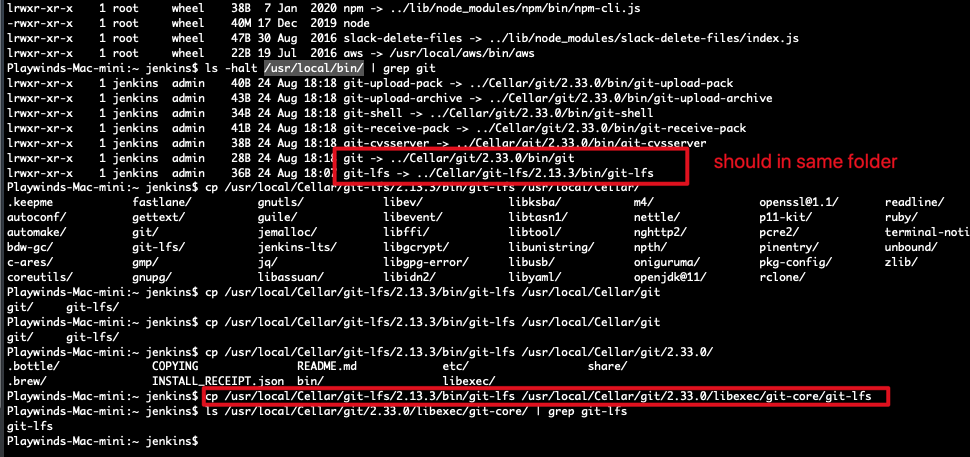 lrwxr-xr-x 1 root wheel 38B 7 Jan 2020 npm -> ../lib/node_modules/npm/bin/npm-cli.js
-rwxr-xr-x 1 root wheel 40M 17 Dec 2019 node
lrwxr-xr-x 1 root wheel 47B 30 Aug 2016 slack-delete-files -> ../lib/node_modules/slack-delete-files/index.js
lrwxr-xr-x 1 root wheel 22B 19 Jul 2016 aws -> /usr/local/aws/bin/aws
Playwinds-Mac-mini:~ jenkins$ ls -halt /usr/local/bin/ | grep git
lrwxr-xr-x 1 jenkins admin 40B 24 Aug 18:18 git-upload-pack -> ../Cellar/git/2.33.0/bin/git-upload-pack
lrwxr-xr-x 1 jenkins admin 43B 24 Aug 18:18 git-upload-archive -> ../Cellar/git/2.33.0/bin/git-upload-archive
lrwxr-xr-x 1 jenkins admin 34B 24 Aug 18:18 git-shell -> ../Cellar/git/2.33.0/bin/git-shell
lrwxr-xr-x 1 jenkins admin 41B 24 Aug 18:18 git-receive-pack -> ../Cellar/git/2.33.0/bin/git-receive-pack
lrwxr-xr-x 1 jenkins admin 38B 24 Aug 18:18 git-cvsserver -> ../Cellar/git/2.33.0/bin/git-cvsserver
lrwxr-xr-x 1 jenkins admin 28B 24 Aug 18:18 git -> ../Cellar/git/2.33.0/bin/git
lrwxr-xr-x 1 jenkins admin 36B 24 Aug 18:07 git-lfs -> ../Cellar/git-lfs/2.13.3/bin/git-lfs
should in same folder
Playwinds-Mac-mini:~ jenkins$ cp /usr/local/Cellar/git-lfs/2.13.3/bin/git-lfs /usr/local/Cellar/
.keepme fastlane/ gnutls/ libev/ libksba/ m4/ openssl@1.1/ readline/
autoconf/ gettext/ guile/ libevent/ libtasn1/ nettle/ p11-kit/ ruby/
automake/ git/ jemalloc/ libffi/ libtool/ nghttp2/ pcre2/ terminal-noti
bdw-gc/ git-lfs/ jenkins-lts/ libgcrypt/ libunistring/ npth/ pinentry/ unbound/
c-ares/ gmp/ jq/ libgpg-error/ libusb/ oniguruma/ pkg-config/ zlib/
coreutils/ gnupg/ libassuan/ libidn2/ libyaml/ openjdk@11/ rclone/
Playwinds-Mac-mini:~ jenkins$ cp /usr/local/Cellar/git-lfs/2.13.3/bin/git-lfs /usr/local/Cellar/git
git/ git-lfs/
Playwinds-Mac-mini:~ jenkins$ cp /usr/local/Cellar/git-lfs/2.13.3/bin/git-lfs /usr/local/Cellar/git
git/ git-lfs/
Playwinds-Mac-mini:~ jenkins$ cp /usr/local/Cellar/git-lfs/2.13.3/bin/git-lfs /usr/local/Cellar/git/2.33.0/
.bottle/ COPYING README.md etc/ share/
.brew/ INSTALL_RECEIPT.json bin/ libexec/
Playwinds-Mac-mini:~ jenkins$ cp /usr/local/Cellar/git-lfs/2.13.3/bin/git-lfs /usr/local/Cellar/git/2.33.0/libexec/git-core/git-lfs
Playwinds-Mac-mini:~ jenkins$ ls /usr/local/Cellar/git/2.33.0/libexec/git-core/ | grep git-lfs
git-lfs
Playwinds-Mac-mini:~ jenkins$